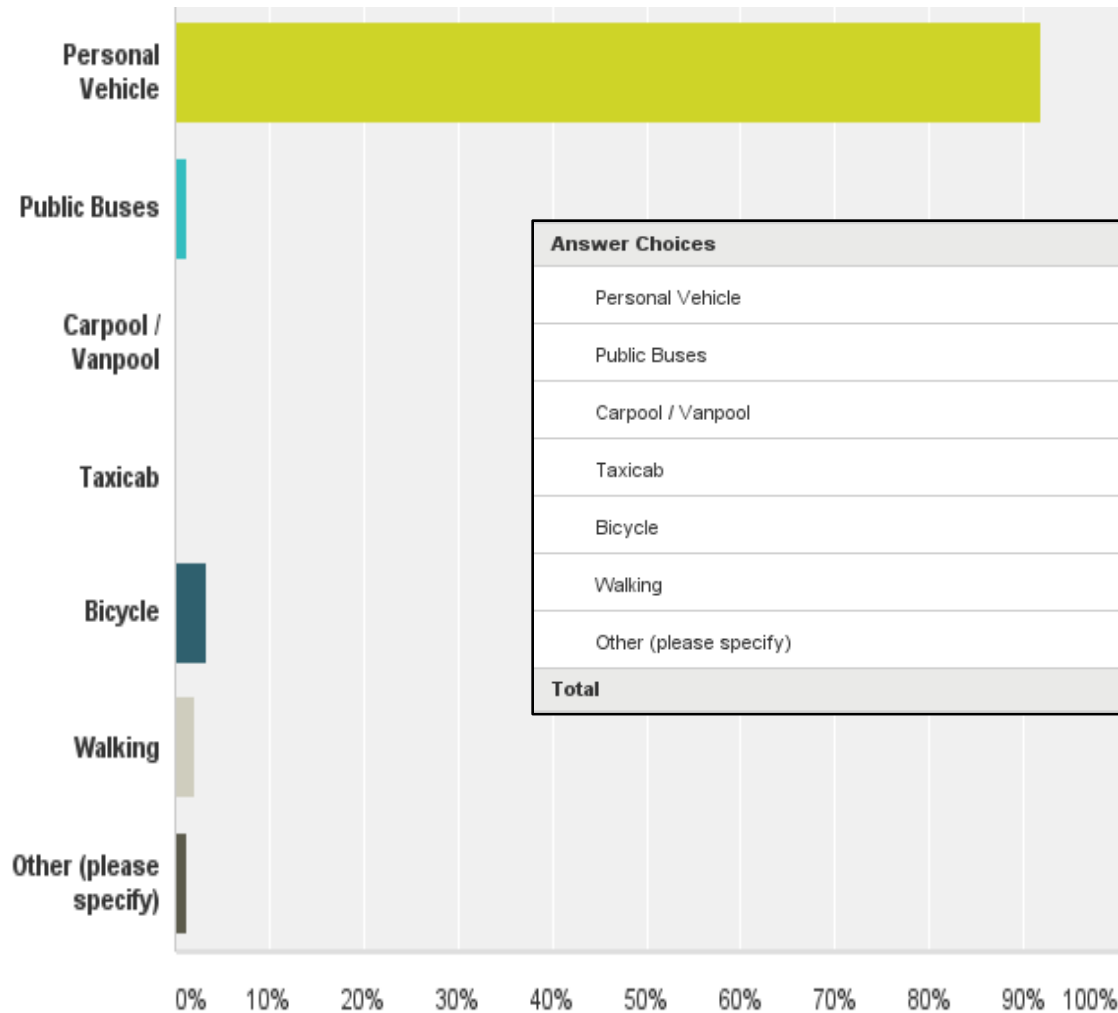 Personal
Vehicle
Public Buses
Carpool /
Vanpool
Taxicab
Bicycle
Walking
Other (please
specify)
0% 10% 20% 30% 40% 50% 60% 70% 80% 90% 100%
Answer Choices
Personal Vehicle
Public Buses
Carpool / Vanpool
Taxicab
Bicycle
Walking
Other (please specify)
Total